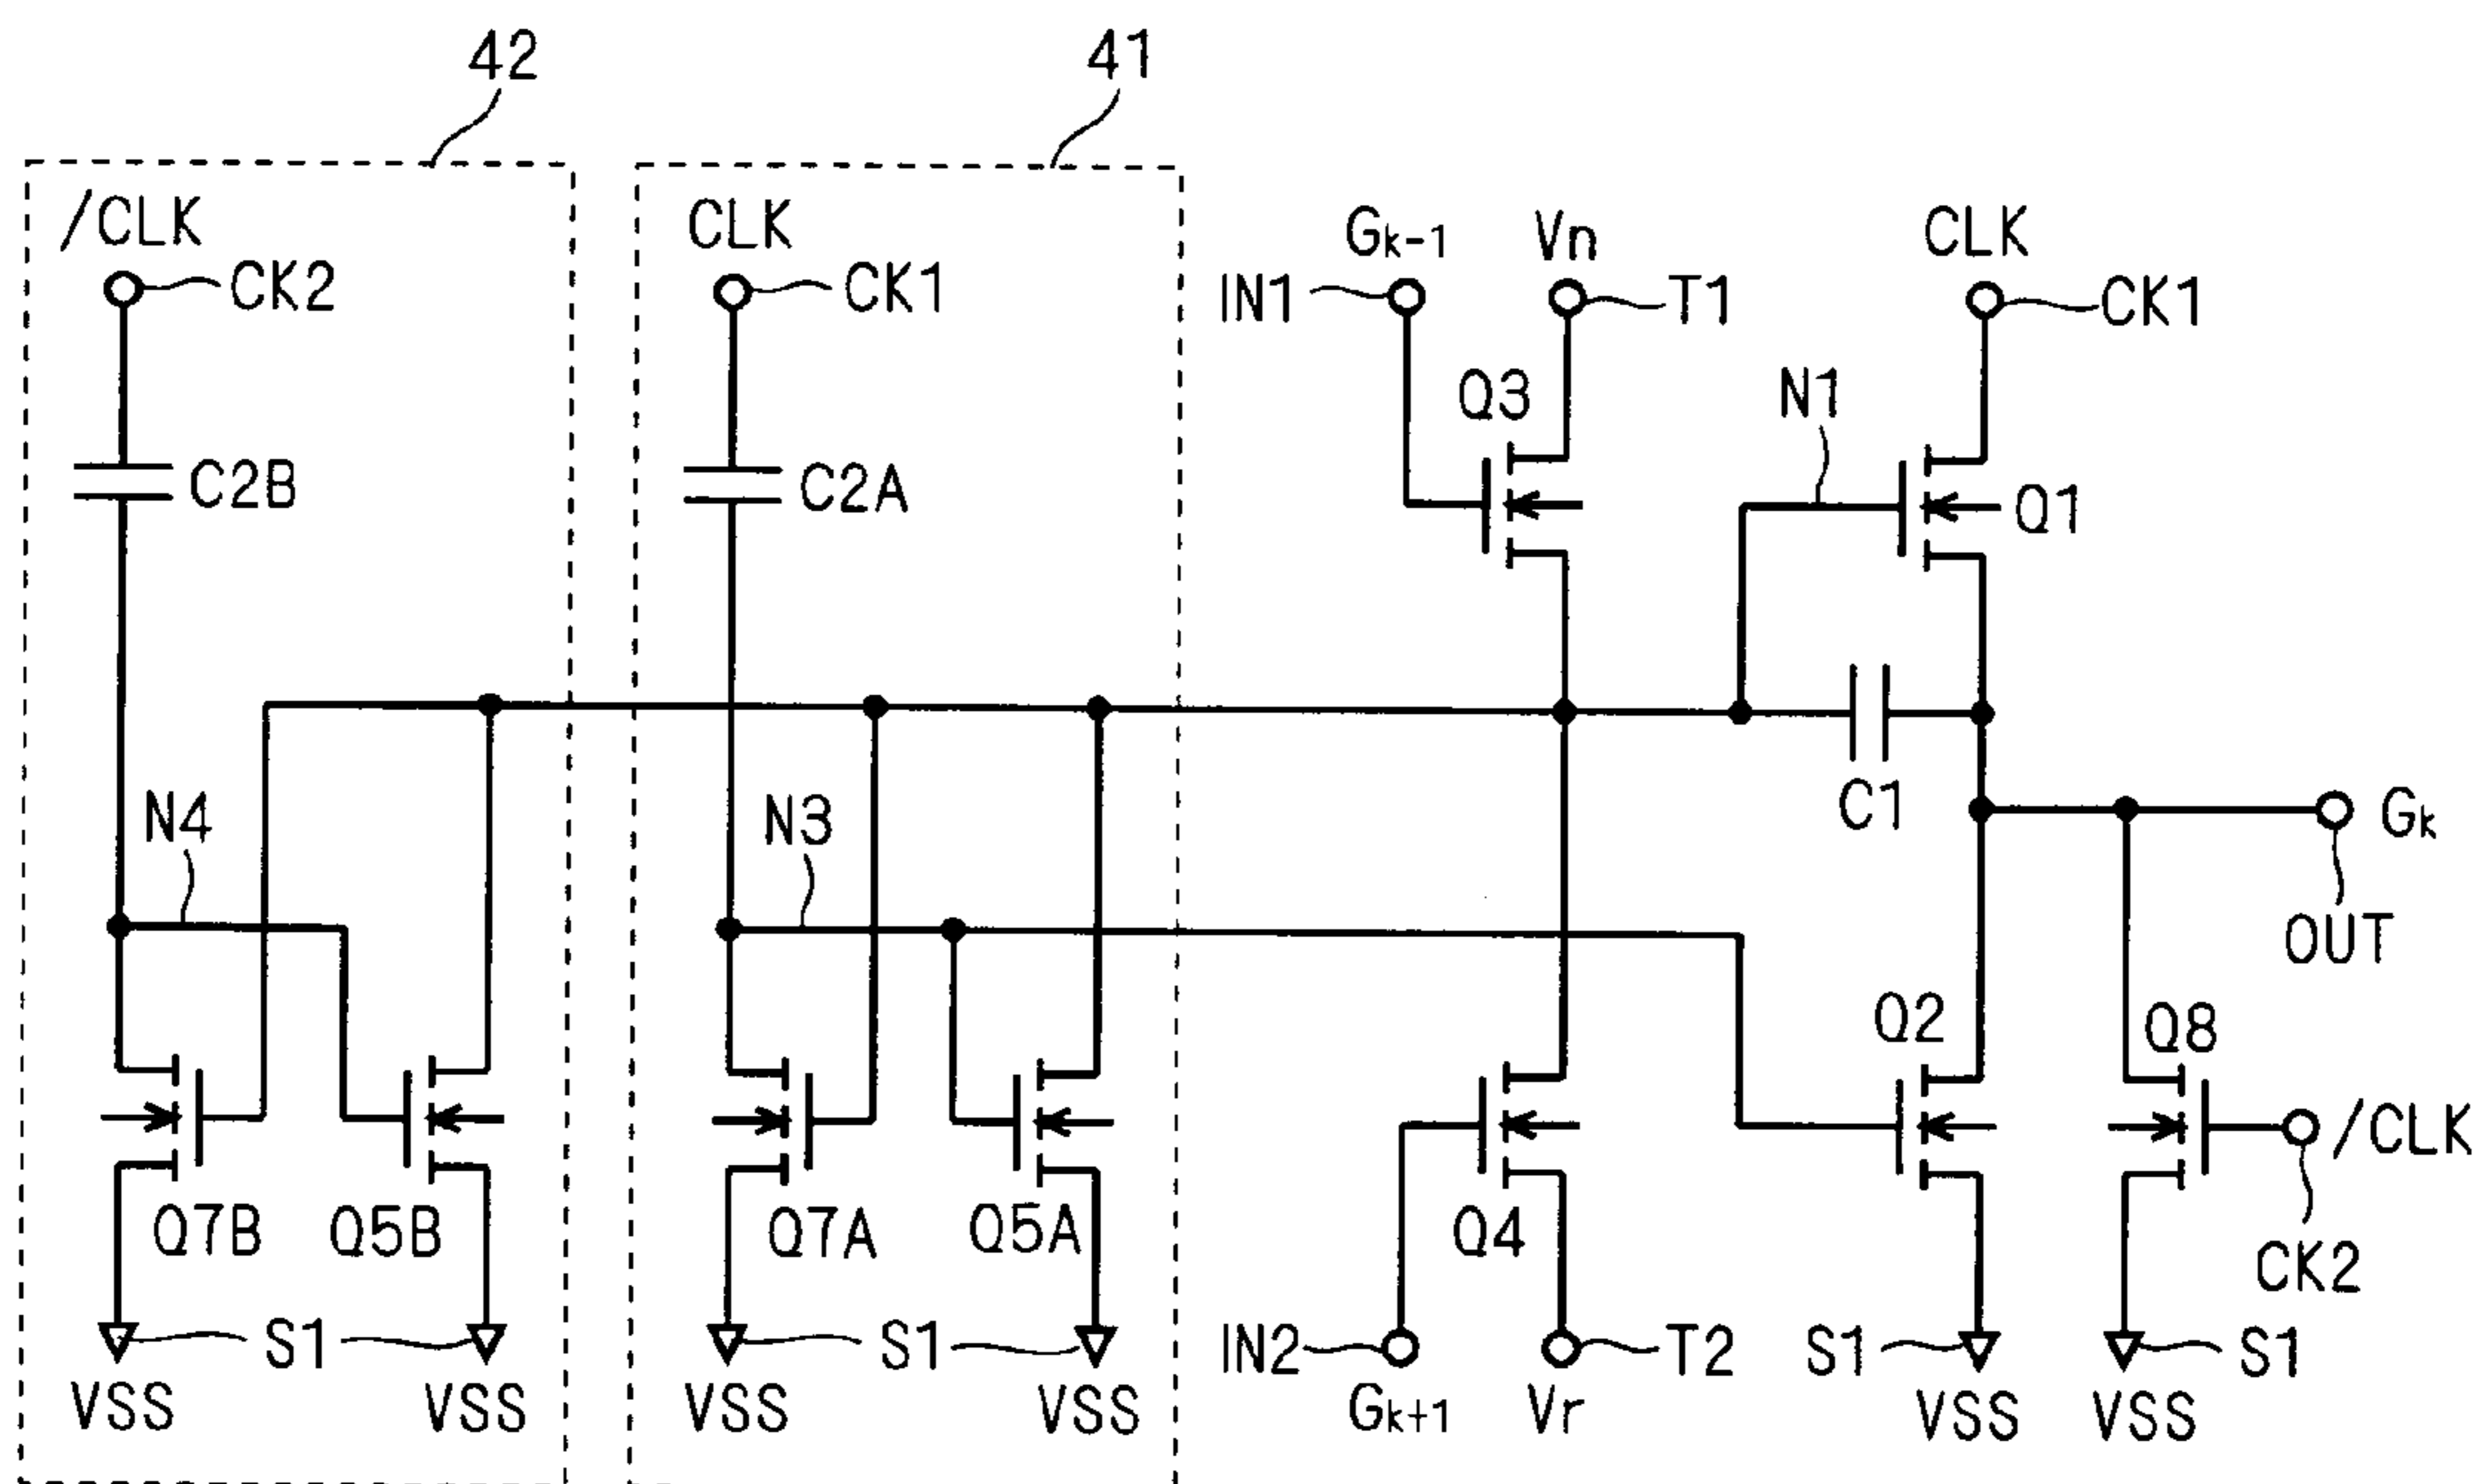 42
41
/CLK
CLK
Gk-1
Vn
CLK
CK2
CK1
IN1
T1
CK1
Q3
N1
C2B
C2A
Q1
N4
N3
C1
Gk
OUT
Q2
Q8
/CLK
Q7B
Q5B
Q7A
Q5A
Q4
CK2
S1
S1
IN2
T2
S1
S1
VSS
VSS
VSS
VSS
Gk+1
Vr
VSS
VSS